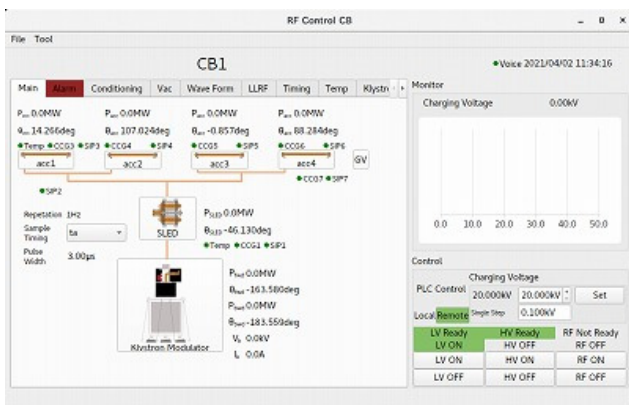 RF Control CB
File Tool
CB1
Voice 2021/04/02 11:34:16
Main Alarm Conditioning Vac Wave Form LLRF Timing Temp Klystr
Monitor
Charging Voltage 0.00kV
P 0.0MW P 0.0MW P 0.0MW P 0.0MW
θ 14.266deg θ 107.024deg θ -0.857deg θ 88.284deg
Temp CCG3 SIP3 CCG4 SIP4 CCG5 SIP5 CCG6 SIP6
acc1 acc2 acc3 acc4 GV
CCG7 SIP7
SIP2
0.0 10.0 20.0 30.0 40.0 50.0
Repetation 1Hz
Sample Timing ta
Pulse Width 3.00μs
SLED
PSLED 0.0MW
θSLED -46.130deg
Temp CCG1 SIP1
P 0.0MW
θ -163.580deg
P 0.0MW
θ -183.559deg
V 0.0kV
I 0.0A
Klystron Modulator
Control
Charging Voltage
PLC Control 20.000kV 20.000kV Set
Local Remote Single Step 0.100kV
LV Ready HV Ready RF Not Ready
LV ON HV OFF RF OFF
LV ON HV ON RF ON
LV OFF HV OFF RF OFF